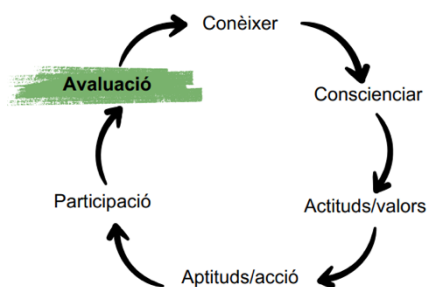 Conèixer
Conscienciar
Actituds/valors
Aptituds/acció
Participació
Avaluació